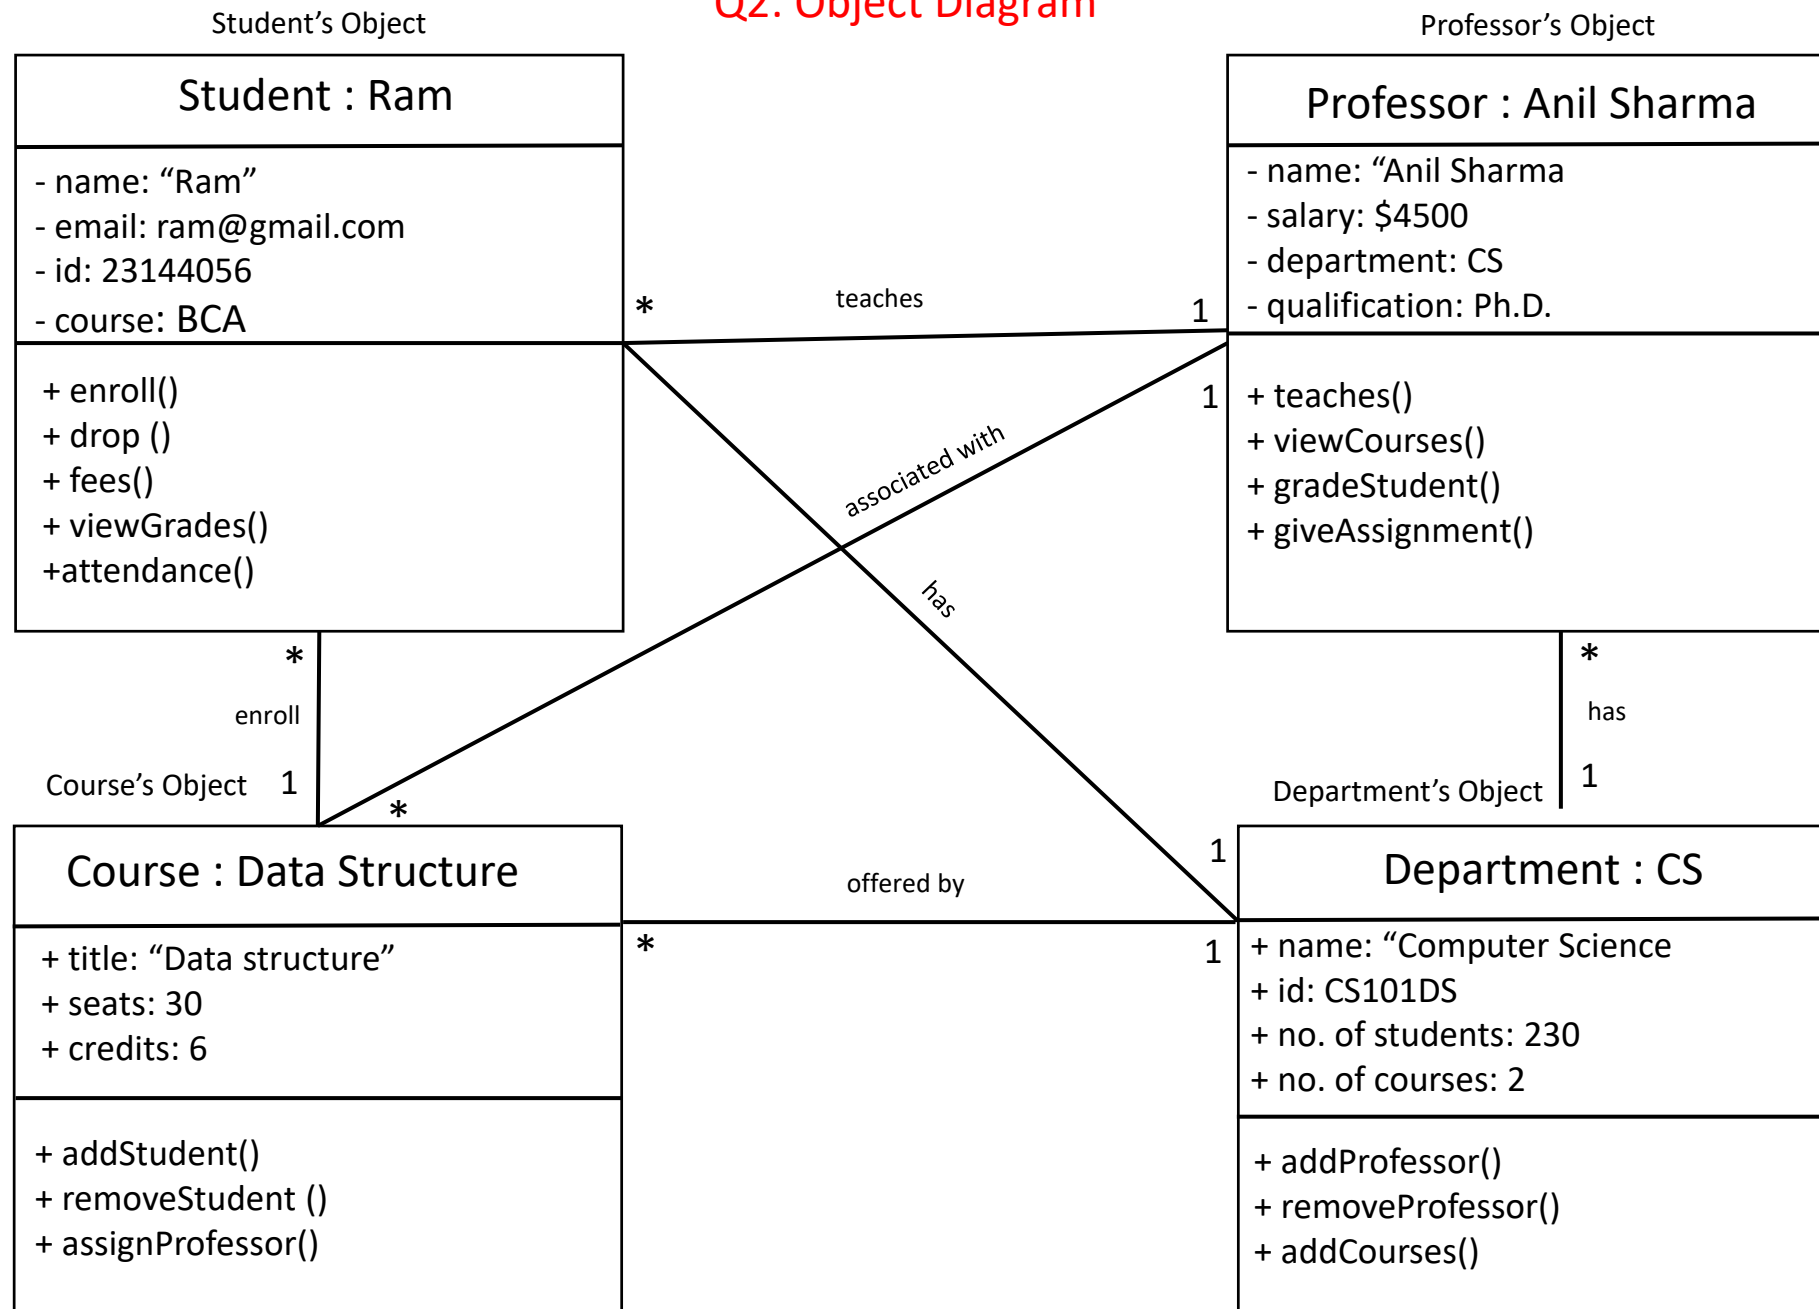 Q2. Object Diagram
Student's Object
Student : Ram
- name: “Ram”
- email: ram@gmail.com
- id: 23144056
- course: BCA
+ enroll()
+ drop ()
+ fees()
+ viewGrades()
+attendance()
Professor's Object
Professor : Anil Sharma
- name: “Anil Sharma
- salary: $4500
- department: CS
- qualification: Ph.D.
+ teaches()
+ viewCourses()
+ gradeStudent()
+ giveAssignment()
* teaches 1
1
associated with
has
*
enroll
1
*
*
has
1
Course's Object
Course : Data Structure
+ title: “Data structure”
+ seats: 30
+ credits: 6
+ addStudent()
+ removeStudent ()
+ assignProfessor()
1
offered by
* 1
Department's Object
Department : CS
+ name: “Computer Science
+ id: CS101DS
+ no. of students: 230
+ no. of courses: 2
+ addProfessor()
+ removeProfessor()
+ addCourses()